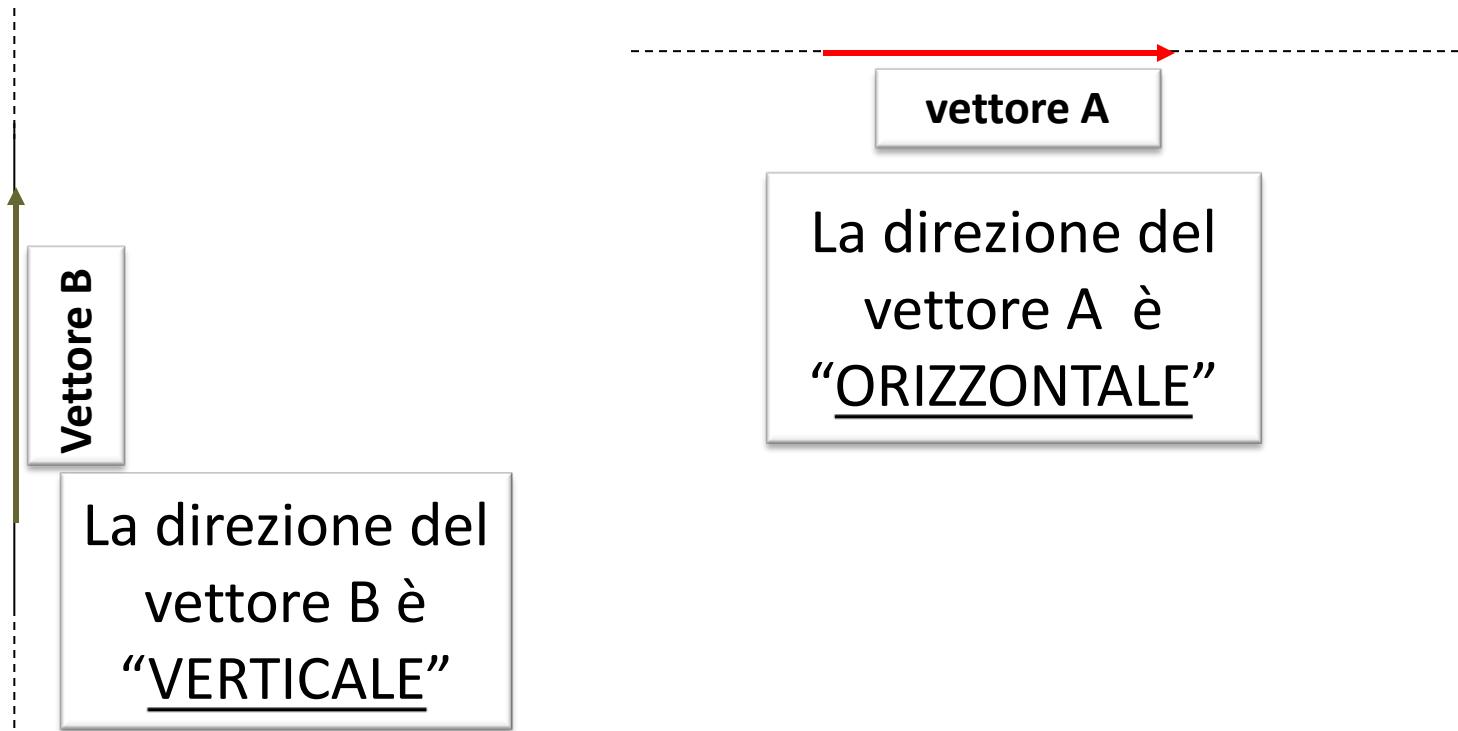 vettore A
La direzione del
vettore A è
“ORIZZONTALE”
Vettore B
La direzione del
vettore B è
“VERTICALE”